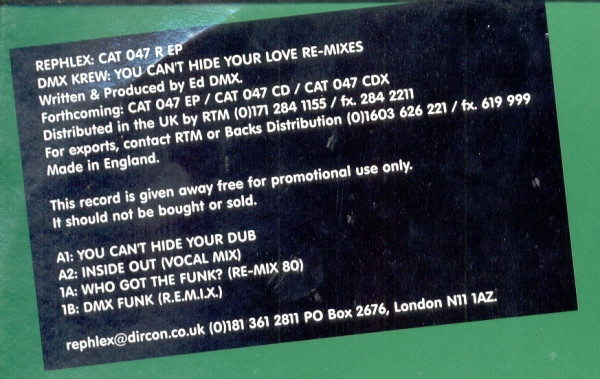 REPHLEX: CAT 047 R EP
DMX KREW: YOU CAN'T HIDE YOUR LOVE RE-MIXES
Written & Produced by Ed DMX.
Forthcoming: CAT 047 EP / CAT 047 CD / CAT 047 CDX
Distributed in the UK by RTM (0)171 284 1155 / fx. 284 2211
For exports, contact RTM or Backs Distribution (0)1603 626 221 / fx. 619 999
Made in England.
This record is given away free for promotional use only.
It should not be bought or sold.
A1: YOU CAN'T HIDE YOUR DUB
A2: INSIDE OUT (VOCAL MIX)
1A: WHO GOT THE FUNK? (RE-MIX 80)
1B: DMX FUNK (R.E.M.I.X.)
rephlex@dircon.co.uk (0)181 361 2811 PO Box 2676, London N11 1AZ.